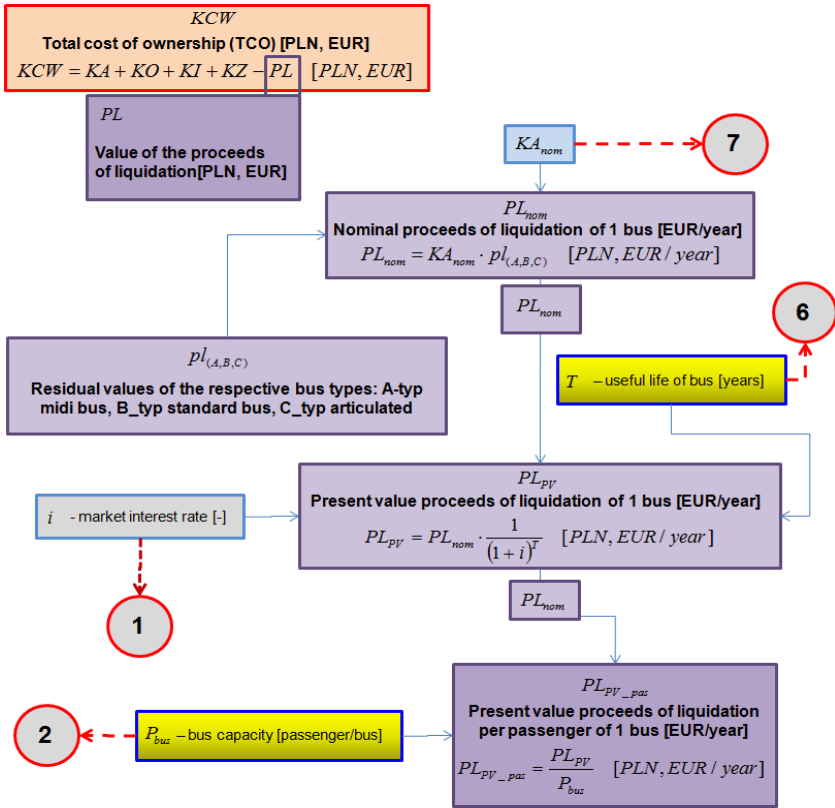 KCW
Total cost of ownership (TCO) [PLN, EUR]
KCW = KA + KO + KI + KZ − PL [PLN, EUR]
PL
Value of the proceeds
of liquidation[PLN, EUR]
KA_nom
7
PL_nom
Nominal proceeds of liquidation of 1 bus [EUR/year]
PL_nom = KA_nom · pl_(A,B,C) [PLN, EUR / year]
PL_nom
6
pl_(A,B,C)
Residual values of the respective bus types: A-typ
midi bus, B_typ standard bus, C_typ articulated
T – useful life of bus [years]
PL_PV
Present value proceeds of liquidation of 1 bus [EUR/year]
PL_PV = PL_nom · 1 / (1 + i)^T [PLN, EUR / year]
i - market interest rate [-]
PL_nom
1
PL_PV_pas
Present value proceeds of liquidation
per passenger of 1 bus [EUR/year]
PL_PV_pas = PL_PV / P_bus [PLN, EUR / year]
2
P_bus – bus capacity [passenger/bus]